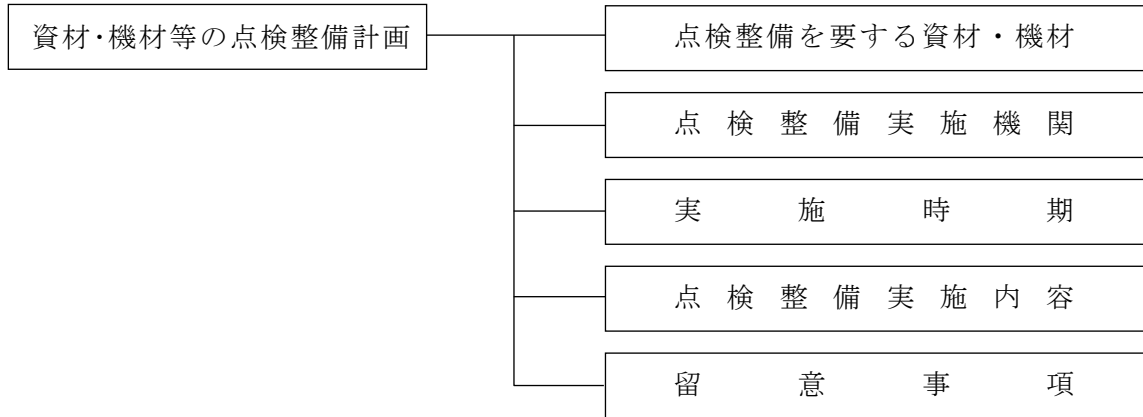 資材・機材等の点検整備計画
点検整備を要する資材・機材
点検整備実施機関
実施時期
点検整備実施内容
留意事項